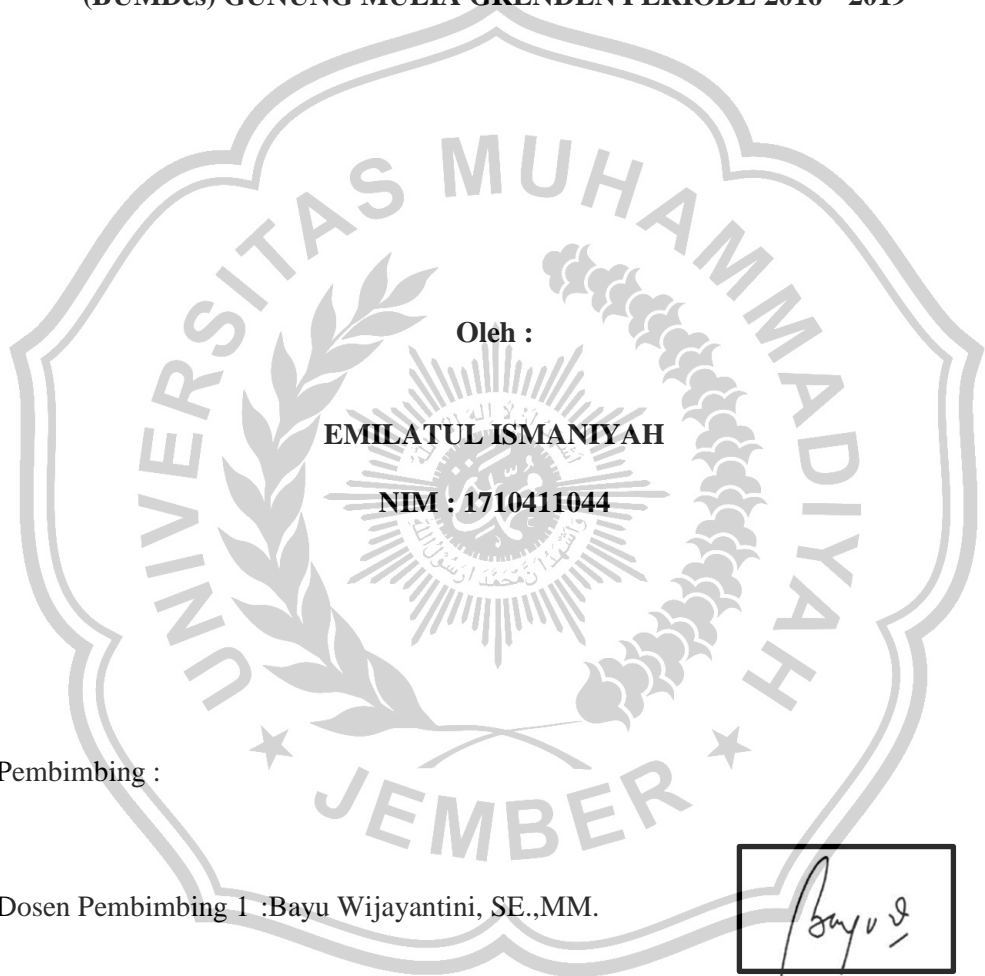 (BUMDes) GUNUNG MULIA GRENDEN PERIODE 2016 - 2019
UNIVERSITAS MUHAMMADIYAH
Oleh :
EMILATUL ISMANIYAH
NIM : 1710411044
JEMBER
Pembimbing :
Dosen Pembimbing 1 :Bayu Wijayantini, SE.,MM.